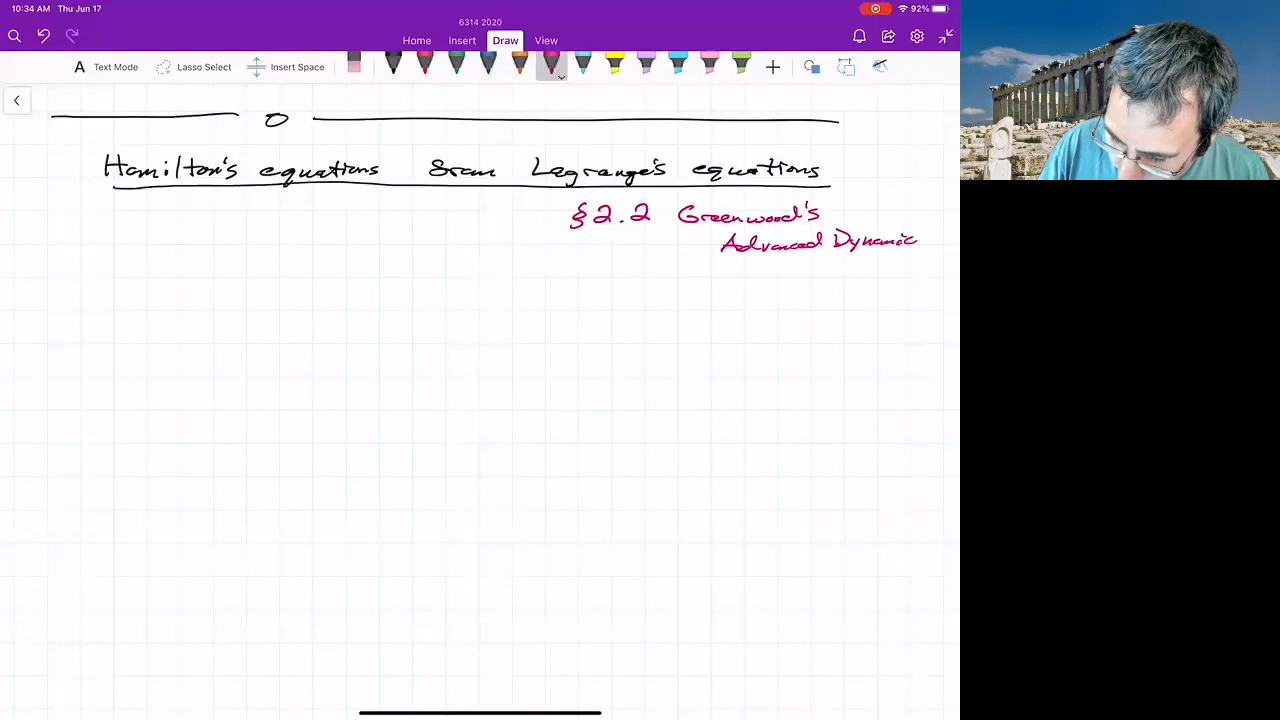 10:34 AM Thu Jun 17
92%
6314 2020
Home Insert Draw View
A Text Mode Lasso Select Insert Space
Hamilton's equations from Lagrange's equations
§2.2 Greenwood's
Advanced Dynamic